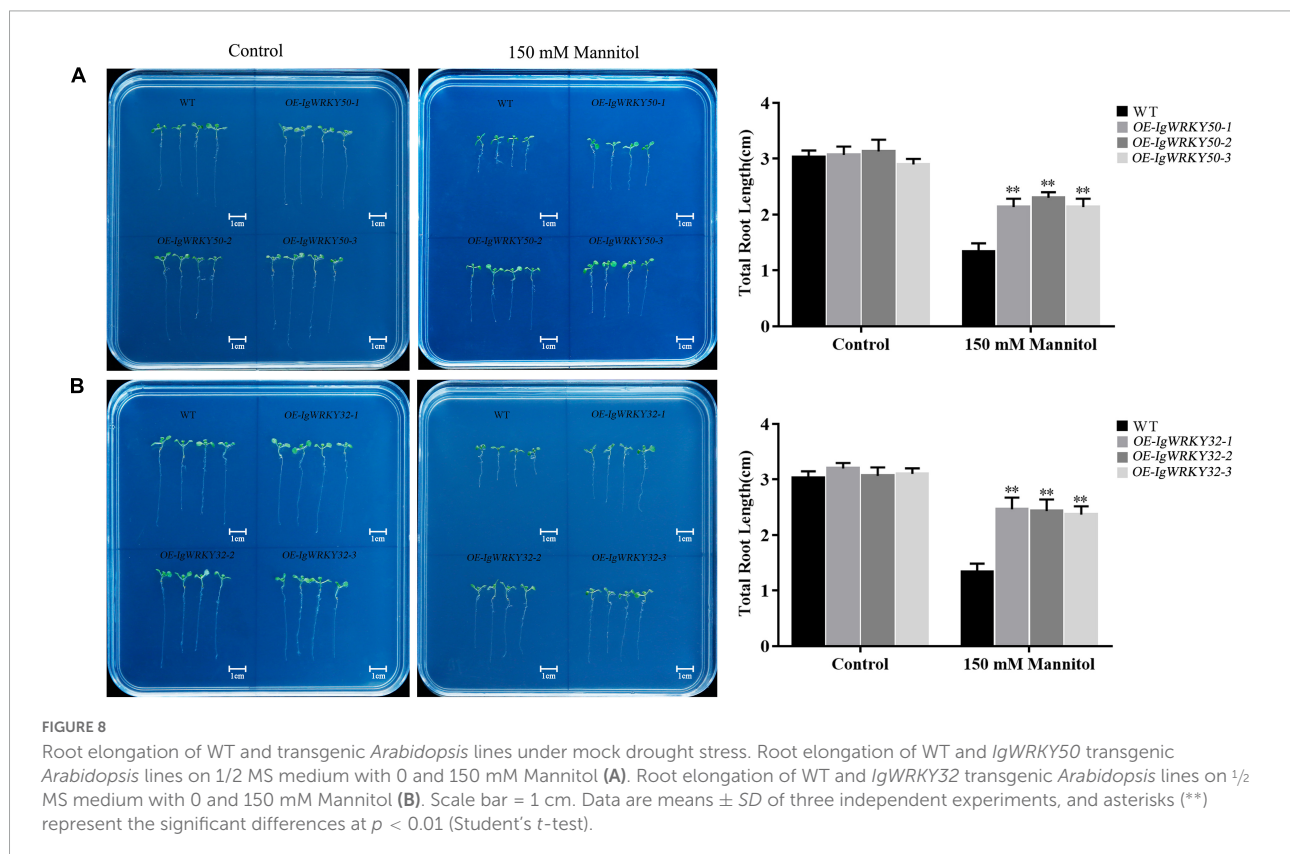 Control
150 mM Mannitol
A
WT
OE-IgWRKY50-1
1cm
1cm
OE-IgWRKY50-2
OE-IgWRKY50-3
1cm
1cm
WT
OE-IgWRKY50-1
1cm
1cm
OE-IgWRKY50-2
OE-IgWRKY50-3
1cm
1cm
Total Root Length(cm)
4
3
2
1
0
** ** **
Control
150 mM Mannitol
WT
OE-IgWRKY50-1
OE-IgWRKY50-2
OE-IgWRKY50-3
B
WT
OE-IgWRKY32-1
1cm
1cm
OE-IgWRKY32-2
OE-IgWRKY32-3
1cm
1cm
WT
OE-IgWRKY32-1
1cm
1cm
OE-IgWRKY32-2
OE-IgWRKY32-3
1cm
1cm
Total Root Length(cm)
4
3
2
1
0
** ** **
Control
150 mM Mannitol
WT
OE-IgWRKY32-1
OE-IgWRKY32-2
OE-IgWRKY32-3
FIGURE 8
Root elongation of WT and transgenic Arabidopsis lines under mock drought stress. Root elongation of WT and IgWRKY50 transgenic
Arabidopsis lines on 1/2 MS medium with 0 and 150 mM Mannitol (A). Root elongation of WT and IgWRKY32 transgenic Arabidopsis lines on 1/2
MS medium with 0 and 150 mM Mannitol (B). Scale bar = 1 cm. Data are means ± SD of three independent experiments, and asterisks (**)
represent the significant differences at p < 0.01 (Student's t-test).